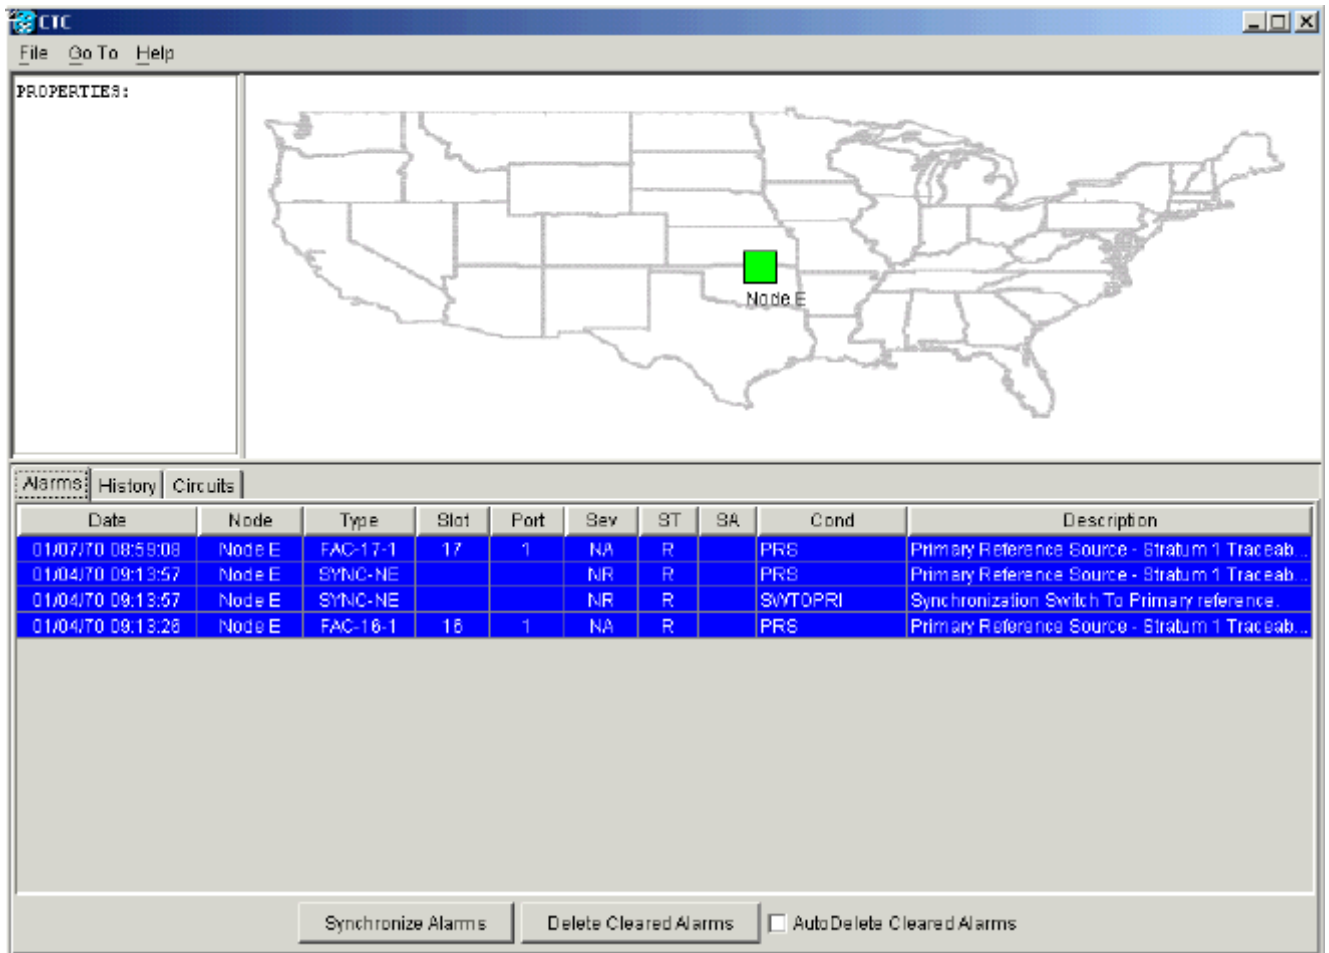 CTC
File Go To Help
PROPERTIES:
Node E
Alarms History Circuits
Date Node Type Slot Port Sev ST SA Cond Description
01/07/70 08:58:08 Node E FAC-17-1 17 1 NA R PRS Primary Reference Source - Stratum 1 Traceab...
01/04/70 09:13:57 Node E SYNC-NE NR R PRS Primary Reference Source - Stratum 1 Traceab...
01/04/70 09:13:57 Node E SYNC-NE NR R SWTOPRI Synchronization Switch To Primary reference.
01/04/70 09:13:26 Node E FAC-16-1 16 1 NA R PRS Primary Reference Source - Stratum 1 Traceab...
Synchronize Alarms Delete Cleared Alarms AutoDelete Cleared Alarms